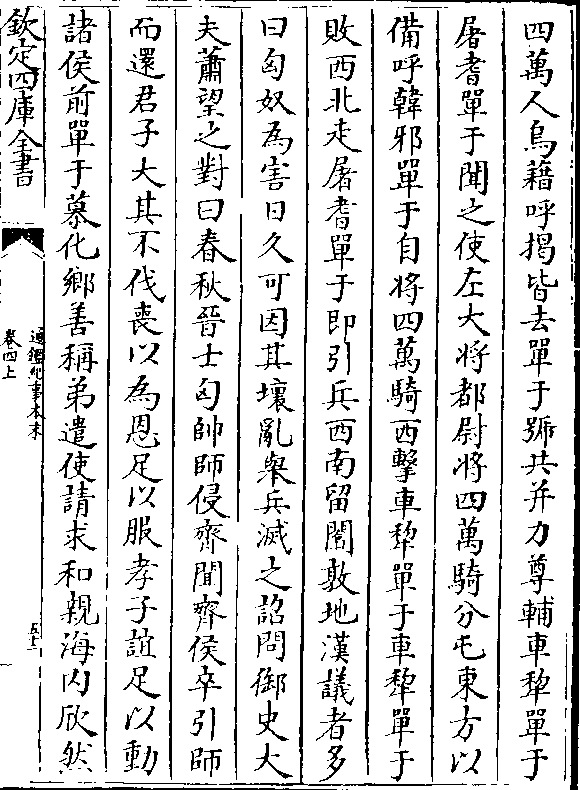 四萬人烏藉呼揭皆去單于號共并力尊輔車犂單于
屠耆單于聞之使左大將都尉將四萬騎分屯東方以
備呼韓邪單于自將四萬騎西擊車犂單于車犂單于
敗西北走屠耆單于即引兵西南留闟敦地漢議者多
曰匈奴為害日久可因其壞亂舉兵滅之詔問御史大
夫蕭望之對曰春秋晉士匄帥師侵齊聞齊侯卒引師
而還君子大其不伐喪以為恩足以服孝子誼足以動
諸侯前單于慕化鄉善稱弟遣使請求和親海內欣然
欽定四庫全書
通鑑紀事本末
卷四上